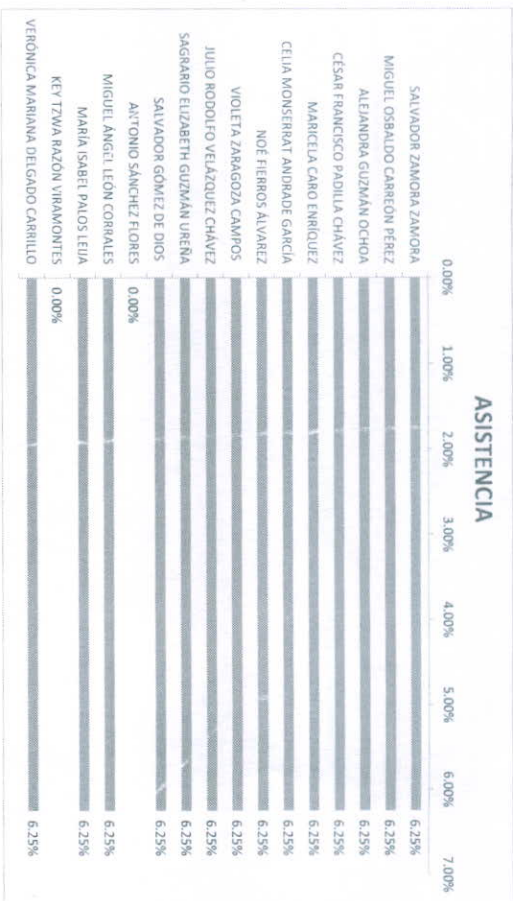 ASISTENCIA
0.00% 1.00% 2.00% 3.00% 4.00% 5.00% 6.00% 7.00%
SALVADOR ZAMORA ZAMORA 6.25%
MIGUEL OSBALDO CARREÓN PÉREZ 6.25%
ALEJANDRA GUZMÁN OCHOA 6.25%
CÉSAR FRANCISCO PADILLA CHÁVEZ 6.25%
MARICELA CARO ENRÍQUEZ 6.25%
CELIA MONSERRAT ANDRADE GARCÍA 6.25%
NOÉ FIERROS ÁLVAREZ 6.25%
VIOLETA ZARAGOZA CAMPOS 6.25%
JULIO RODOLFO VELÁZQUEZ CHÁVEZ 6.25%
SAGRARIO ELIZABETH GUZMÁN UREÑA 6.25%
SALVADOR GÓMEZ DE DIOS 6.25%
ANTONIO SÁNCHEZ FLORES 0.00%
MIGUEL ÁNGEL LEÓN CORRALES 6.25%
MARÍA ISABEL PALOS LEIJA 6.25%
KEY TZWA RAZÓN VIRAMONTES 0.00%
VERÓNICA MARIANA DELGADO CARRILLO 6.25%